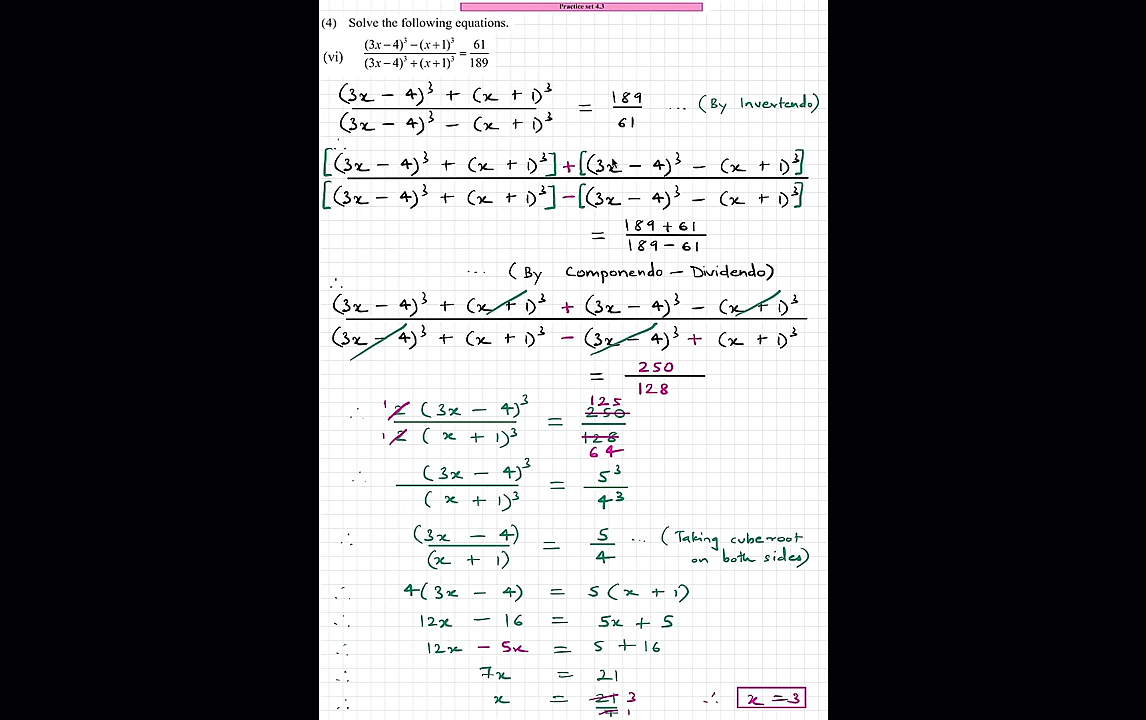 Practice set 4.3
(4) Solve the following equations.
(vi) ((3x−4)³−(x+1)³)/((3x−4)³+(x+1)³) = 61/189
((3x − 4)³ + (x + 1)³)/((3x − 4)³ − (x + 1)³) = 189/61 ... (By Invertendo)
∴ ([(3x − 4)³ + (x + 1)³] + [(3x − 4)³ − (x + 1)³])/([(3x − 4)³ + (x + 1)³] − [(3x − 4)³ − (x + 1)³])
= (189 + 61)/(189 − 61)
... (By Componendo − Dividendo)
∴ ((3x − 4)³ + (x + 1)³ + (3x − 4)³ − (x + 1)³)/((3x − 4)³ + (x + 1)³ − (3x − 4)³ + (x + 1)³)
= 250/128
∴ (¹2 (3x − 4)³)/(¹2 (x + 1)³) = 125 250/128 64
∴ (3x − 4)³/(x + 1)³ = 5³/4³
∴ (3x − 4)/(x + 1) = 5/4 ... (Taking cuberoot on both sides)
∴ 4(3x − 4) = 5(x + 1)
∴ 12x − 16 = 5x + 5
∴ 12x − 5x = 5 + 16
∴ 7x = 21
∴ x = 21 3/7 1 ∴ x = 3